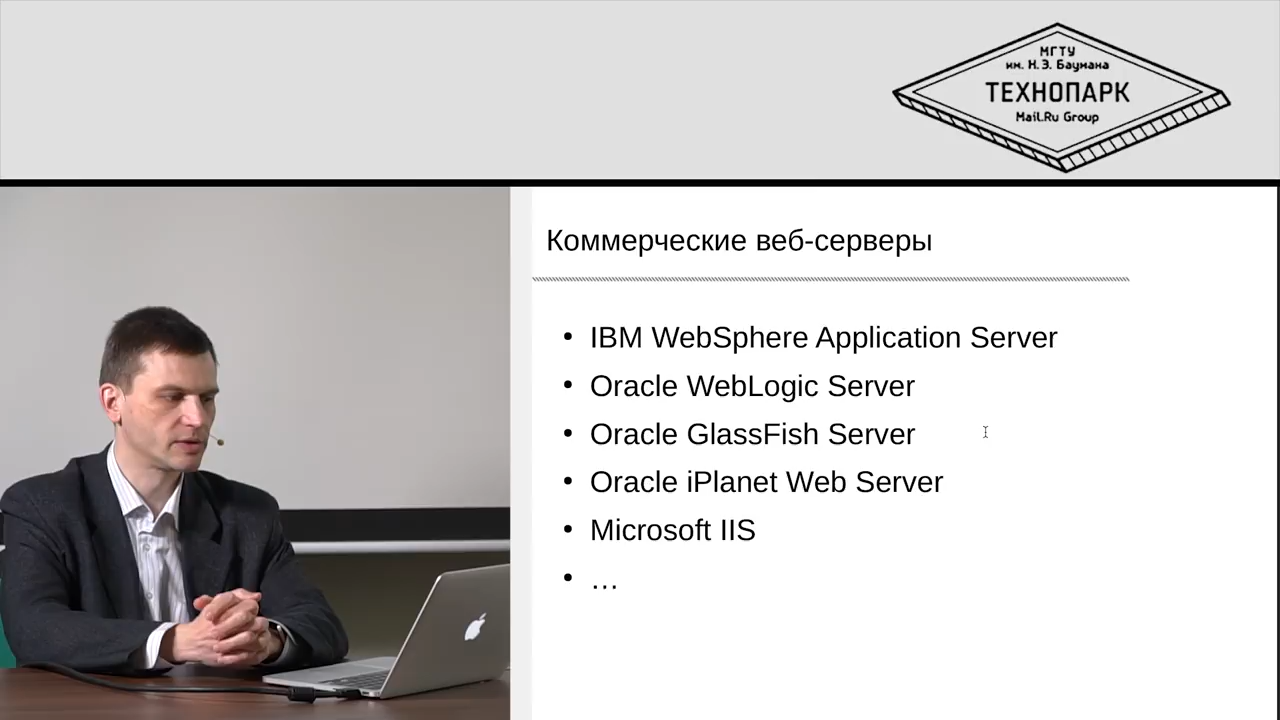 МГТУ
им. Н.Э. Баумана
ТЕХНОПАРК
Mail.Ru Group
Коммерческие веб-серверы
• IBM WebSphere Application Server
• Oracle WebLogic Server
• Oracle GlassFish Server
• Oracle iPlanet Web Server
• Microsoft IIS
• …